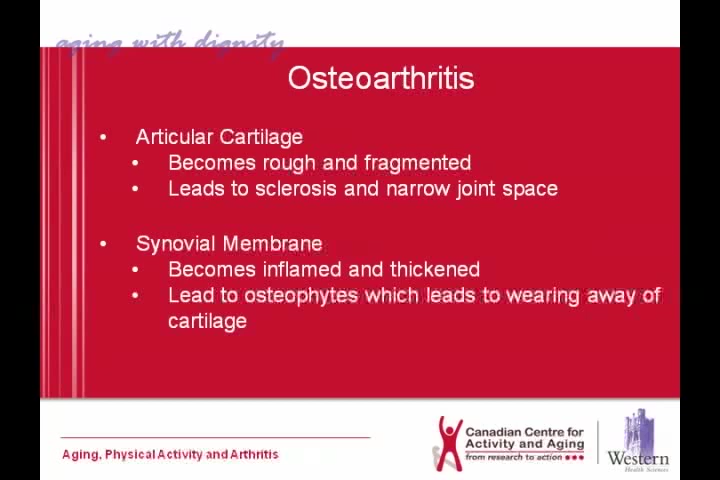 aging with dignity
Osteoarthritis
• Articular Cartilage
• Becomes rough and fragmented
• Leads to sclerosis and narrow joint space
• Synovial Membrane
• Becomes inflamed and thickened
• Lead to osteophytes which leads to wearing away of
cartilage
Aging, Physical Activity and Arthritis
Canadian Centre for
Activity and Aging
from research to action
Western
Health Sciences